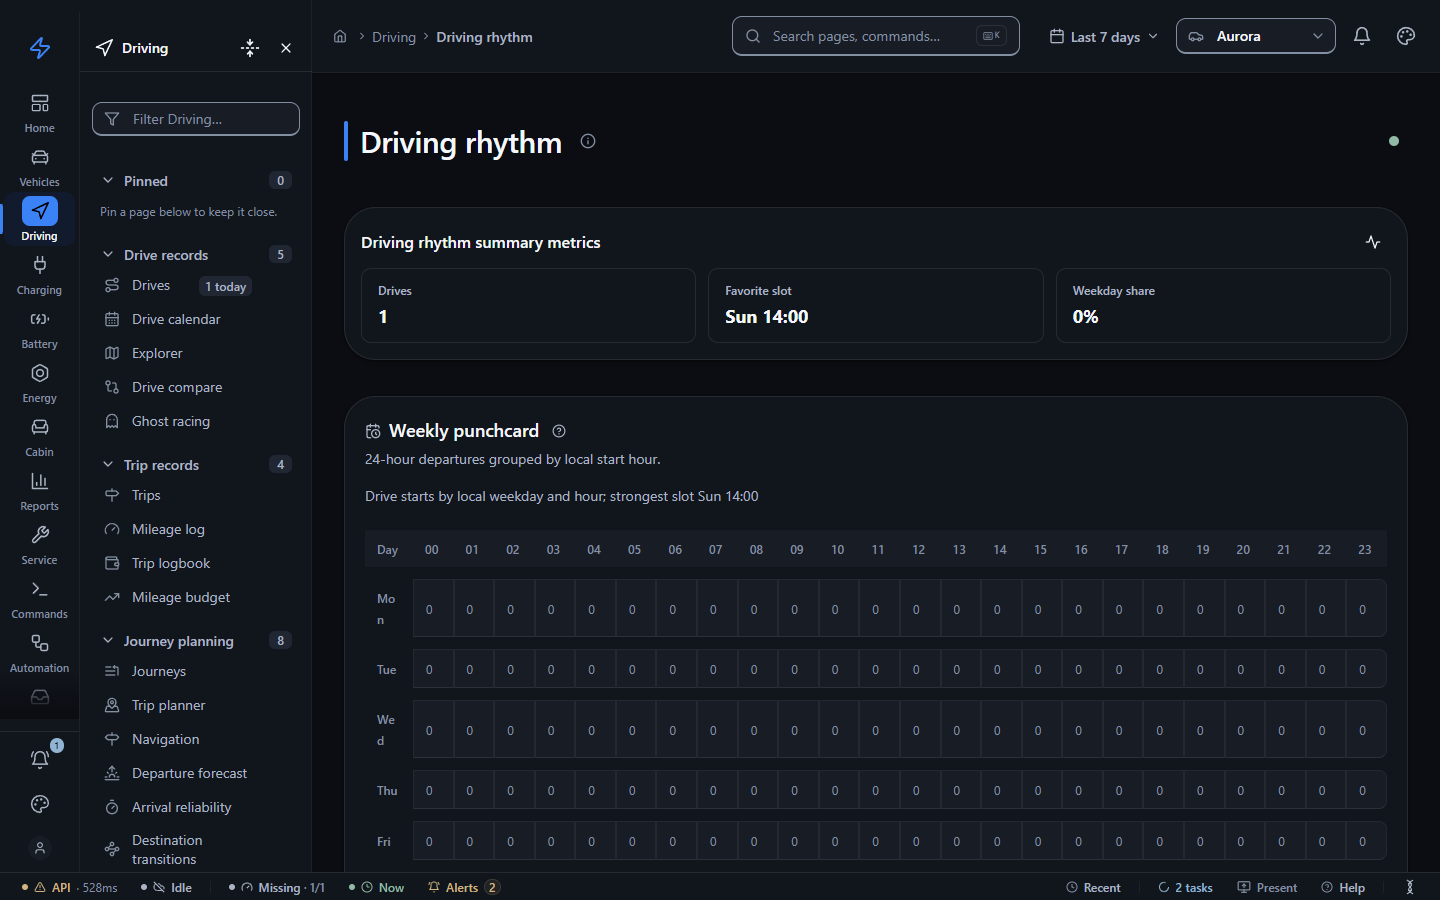 Home
Vehicles
Driving
Charging
Battery
Energy
Cabin
Reports
Service
Commands
Automation
1
Driving
Filter Driving...
Pinned 0
Pin a page below to keep it close.
Drive records 5
Drives 1 today
Drive calendar
Explorer
Drive compare
Ghost racing
Trip records 4
Trips
Mileage log
Trip logbook
Mileage budget
Journey planning 8
Journeys
Trip planner
Navigation
Departure forecast
Arrival reliability
Destination
transitions
Driving Driving rhythm
Search pages, commands... K
Last 7 days
Aurora
Driving rhythm
Driving rhythm summary metrics
Drives
1
Favorite slot
Sun 14:00
Weekday share
0%
Weekly punchcard
24-hour departures grouped by local start hour.
Drive starts by local weekday and hour; strongest slot Sun 14:00
Day 00 01 02 03 04 05 06 07 08 09 10 11 12 13 14 15 16 17 18 19 20 21 22 23
Mo
n 0 0 0 0 0 0 0 0 0 0 0 0 0 0 0 0 0 0 0 0 0 0 0 0
Tue 0 0 0 0 0 0 0 0 0 0 0 0 0 0 0 0 0 0 0 0 0 0 0 0
We
d 0 0 0 0 0 0 0 0 0 0 0 0 0 0 0 0 0 0 0 0 0 0 0 0
Thu 0 0 0 0 0 0 0 0 0 0 0 0 0 0 0 0 0 0 0 0 0 0 0 0
Fri 0 0 0 0 0 0 0 0 0 0 0 0 0 0 0 0 0 0 0 0 0 0 0 0
API · 528ms Idle Missing · 1/1 Now Alerts 2 Recent 2 tasks Present Help